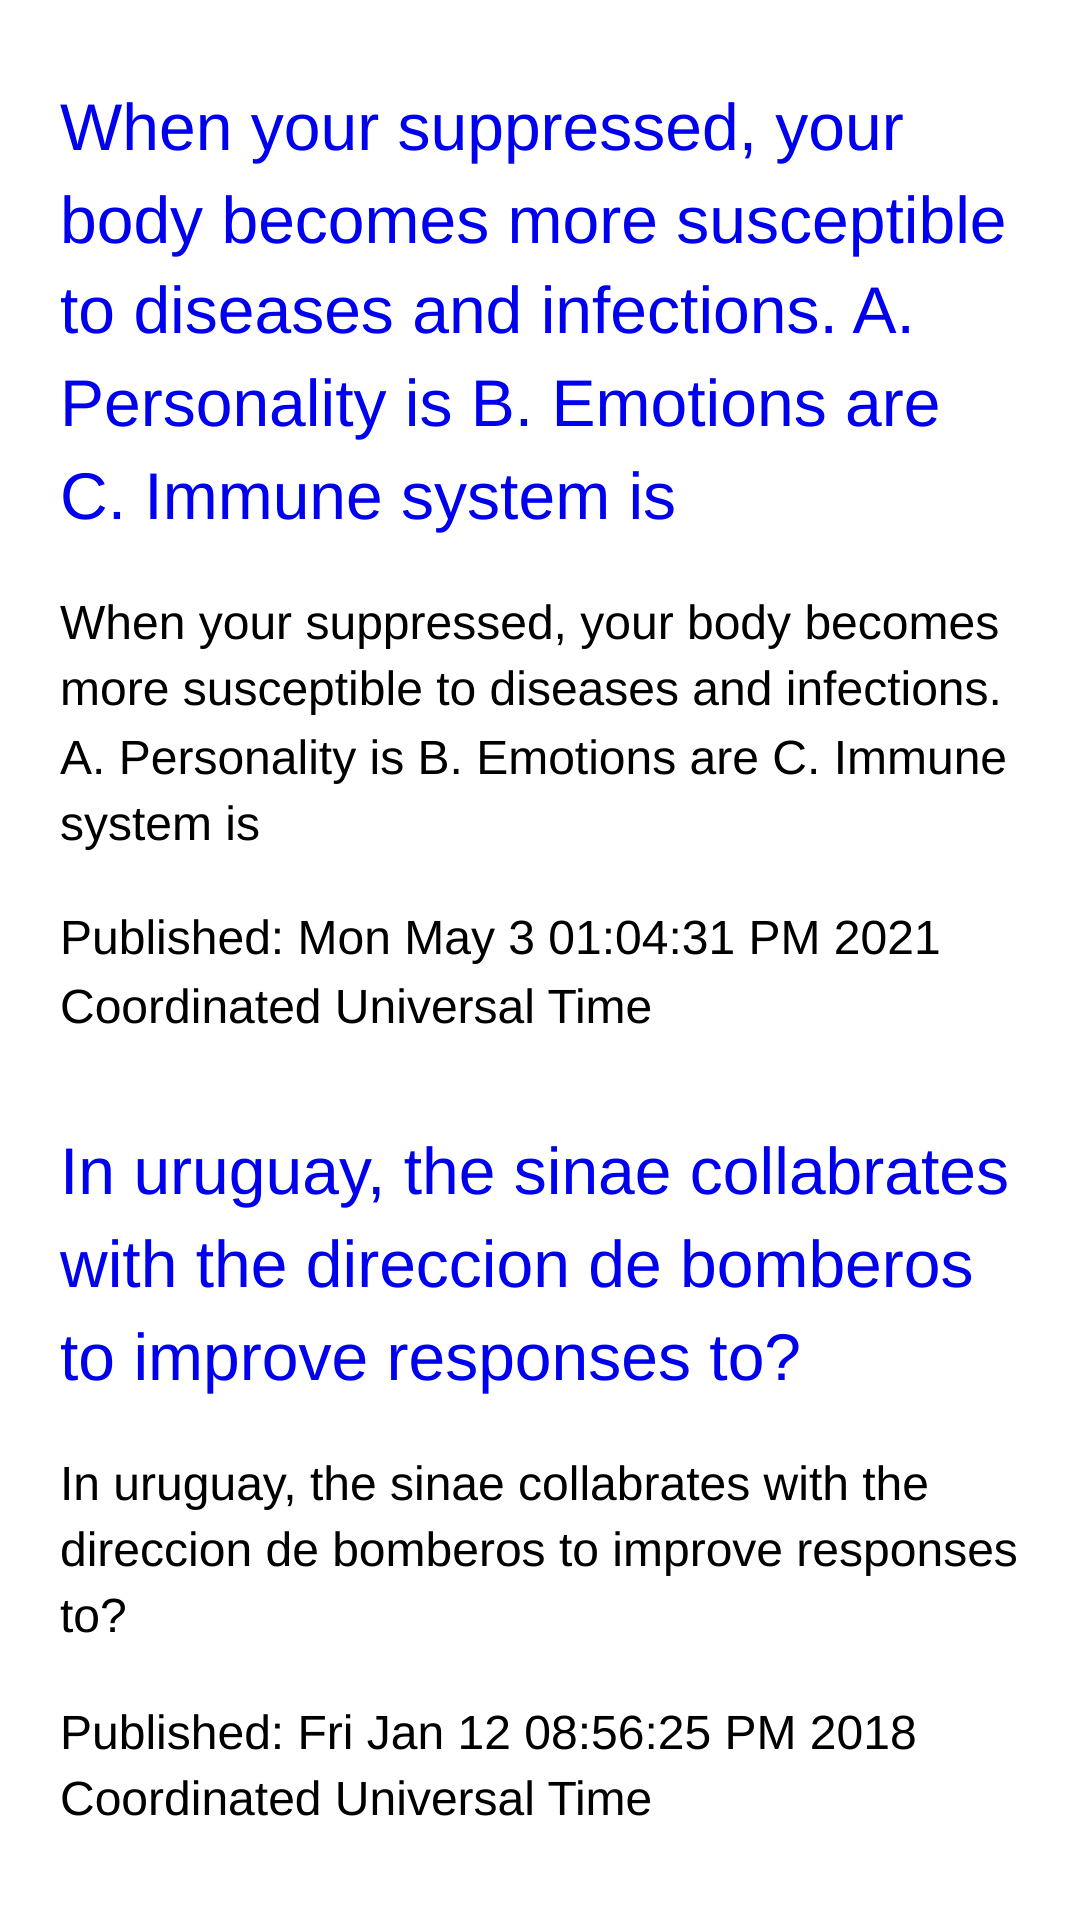 When your suppressed, your
body becomes more susceptible
to diseases and infections. A.
Personality is B. Emotions are
C. Immune system is
When your suppressed, your body becomes
more susceptible to diseases and infections.
A. Personality is B. Emotions are C. Immune
system is
Published: Mon May 3 01:04:31 PM 2021
Coordinated Universal Time
In uruguay, the sinae collabrates
with the direccion de bomberos
to improve responses to?
In uruguay, the sinae collabrates with the
direccion de bomberos to improve responses
to?
Published: Fri Jan 12 08:56:25 PM 2018
Coordinated Universal Time